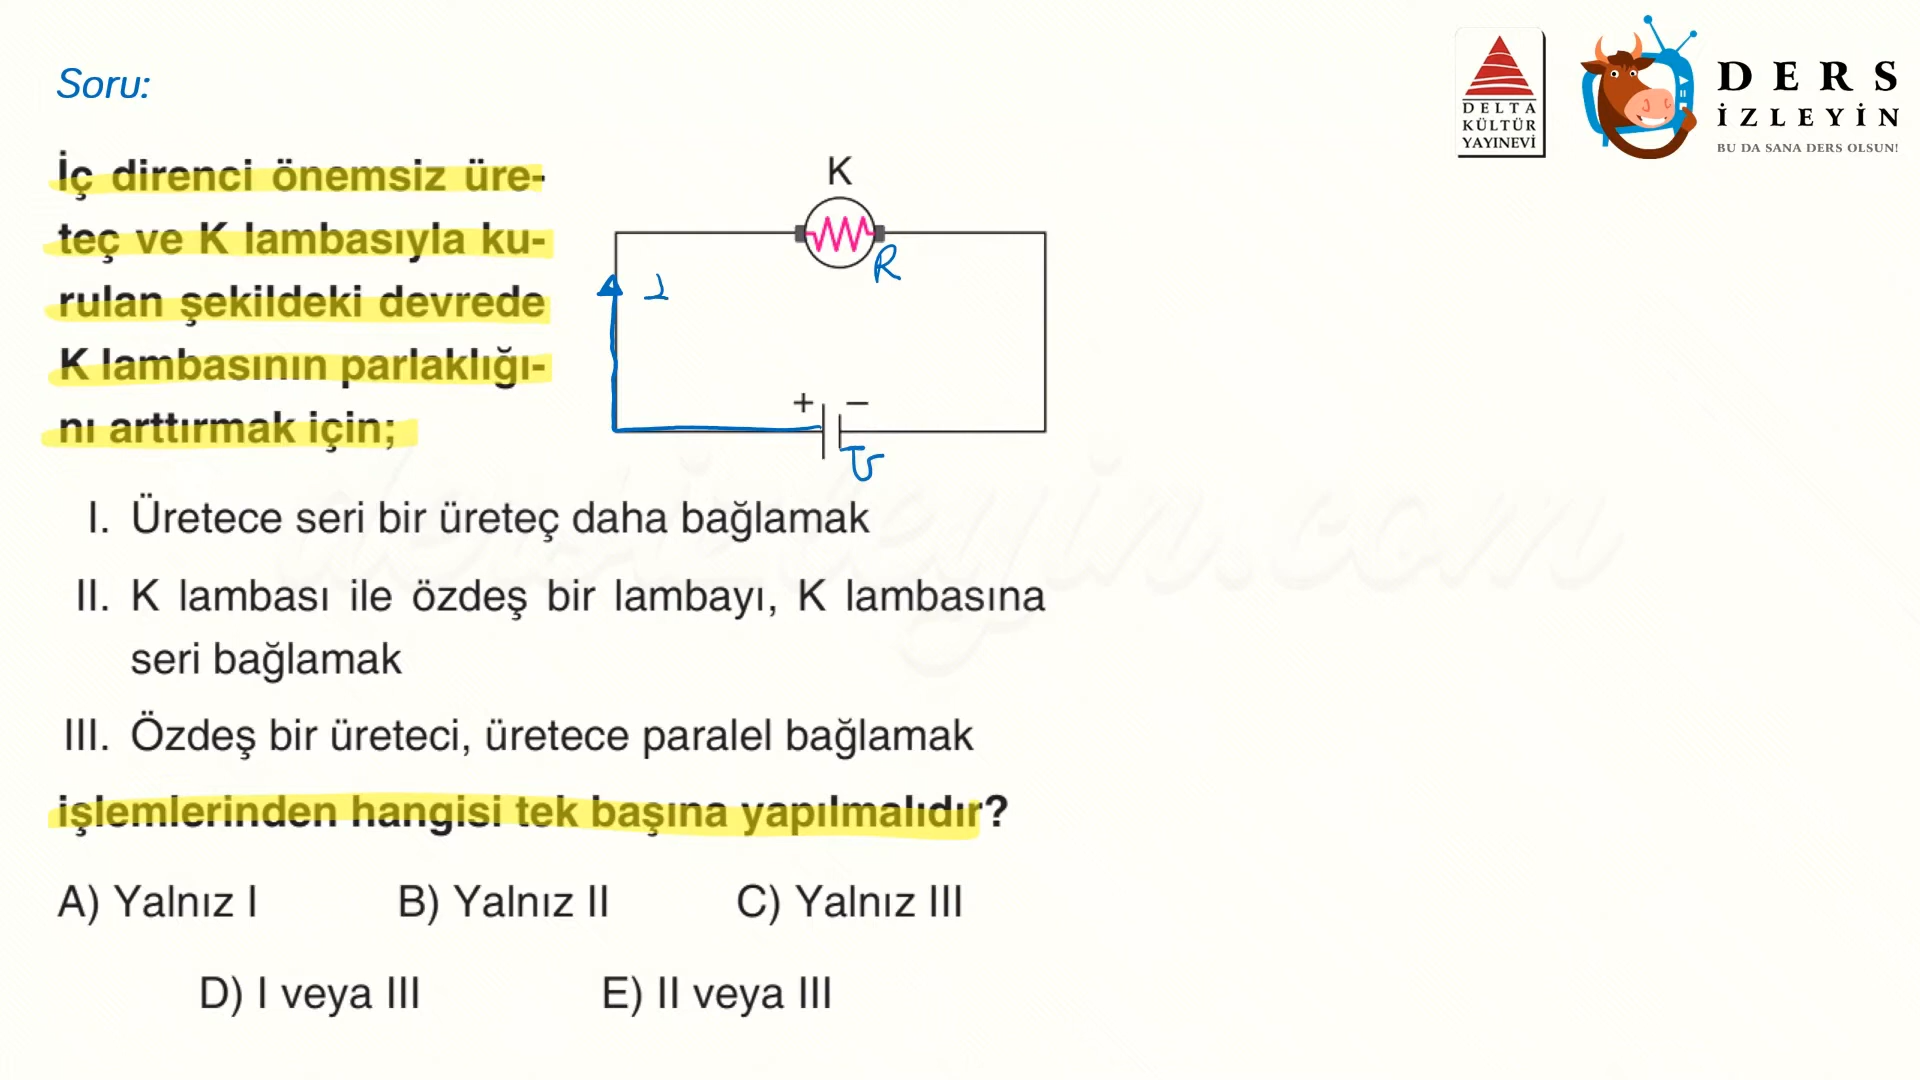 Soru:
DELTA
KÜLTÜR
YAYINEVİ
DERS
İZLEYİN
BU DA SANA DERS OLSUN!
İç direnci önemsiz üre-
teç ve K lambasıyla ku-
rulan şekildeki devrede
K lambasının parlaklığı-
nı arttırmak için;
K
R
I
+ −
V
I. Üretece seri bir üreteç daha bağlamak
II. K lambası ile özdeş bir lambayı, K lambasına
seri bağlamak
III. Özdeş bir üreteci, üretece paralel bağlamak
işlemlerinden hangisi tek başına yapılmalıdır?
A) Yalnız I B) Yalnız II C) Yalnız III
D) I veya III E) II veya III
dersizleyin.com